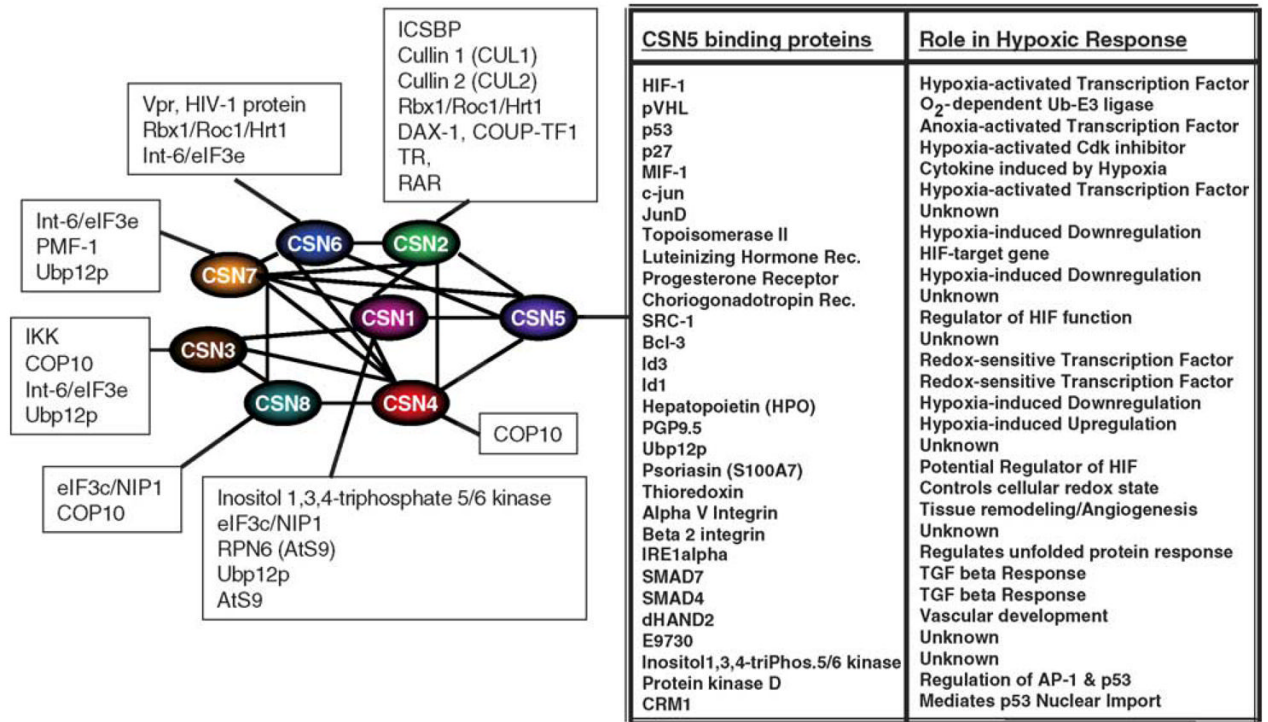 ICSBP
Cullin 1 (CUL1)
Cullin 2 (CUL2)
Rbx1/Roc1/Hrt1
DAX-1, COUP-TF1
TR,
RAR
Vpr, HIV-1 protein
Rbx1/Roc1/Hrt1
Int-6/eIF3e
Int-6/eIF3e
PMF-1
Ubp12p
CSN6
CSN2
CSN7
CSN1
CSN5
CSN3
CSN8
CSN4
IKK
COP10
Int-6/eIF3e
Ubp12p
COP10
eIF3c/NIP1
COP10
Inositol 1,3,4-triphosphate 5/6 kinase
eIF3c/NIP1
RPN6 (AtS9)
Ubp12p
AtS9
CSN5 binding proteins Role in Hypoxic Response
HIF-1 Hypoxia-activated Transcription Factor
pVHL O2-dependent Ub-E3 ligase
p53 Anoxia-activated Transcription Factor
p27 Hypoxia-activated Cdk inhibitor
MIF-1 Cytokine induced by Hypoxia
c-jun Hypoxia-activated Transcription Factor
JunD Unknown
Topoisomerase II Hypoxia-induced Downregulation
Luteinizing Hormone Rec. HIF-target gene
Progesterone Receptor Hypoxia-induced Downregulation
Choriogonadotropin Rec. Unknown
SRC-1 Regulator of HIF function
Bcl-3 Unknown
Id3 Redox-sensitive Transcription Factor
Id1 Redox-sensitive Transcription Factor
Hepatopoietin (HPO) Hypoxia-induced Downregulation
PGP9.5 Hypoxia-induced Upregulation
Ubp12p Unknown
Psoriasin (S100A7) Potential Regulator of HIF
Thioredoxin Controls cellular redox state
Alpha V Integrin Tissue remodeling/Angiogenesis
Beta 2 integrin Unknown
IRE1alpha Regulates unfolded protein response
SMAD7 TGF beta Response
SMAD4 TGF beta Response
dHAND2 Vascular development
E9730 Unknown
Inositol1,3,4-triPhos.5/6 kinase Unknown
Protein kinase D Regulation of AP-1 & p53
CRM1 Mediates p53 Nuclear Import